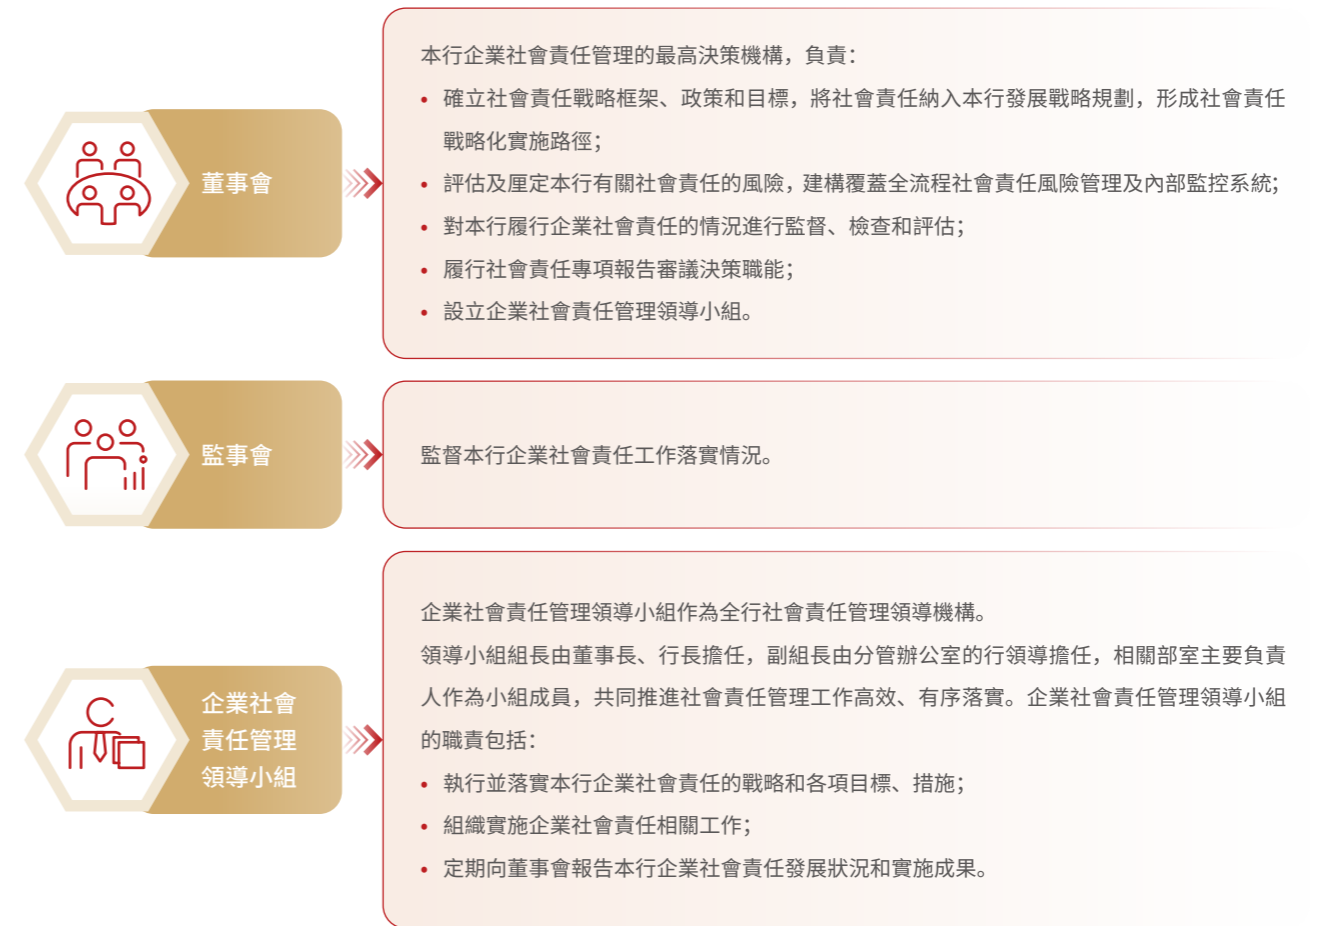 董事會
本行企業社會責任管理的最高決策機構，負責：
• 確立社會責任戰略框架、政策和目標，將社會責任納入本行發展戰略規劃，形成社會責任
戰略化實施路徑；
• 評估及厘定本行有關社會責任的風險，建構覆蓋全流程社會責任風險管理及內部監控系統；
• 對本行履行企業社會責任的情況進行監督、檢查和評估；
• 履行社會責任專項報告審議決策職能；
• 設立企業社會責任管理領導小組。
監事會
監督本行企業社會責任工作落實情況。
企業社會
責任管理
領導小組
企業社會責任管理領導小組作為全行社會責任管理領導機構。
領導小組組長由董事長、行長擔任，副組長由分管辦公室的行領導擔任，相關部室主要負責
人作為小組成員，共同推進社會責任管理工作高效、有序落實。企業社會責任管理領導小組
的職責包括：
• 執行並落實本行企業社會責任的戰略和各項目標、措施；
• 組織實施企業社會責任相關工作；
• 定期向董事會報告本行企業社會責任發展狀況和實施成果。